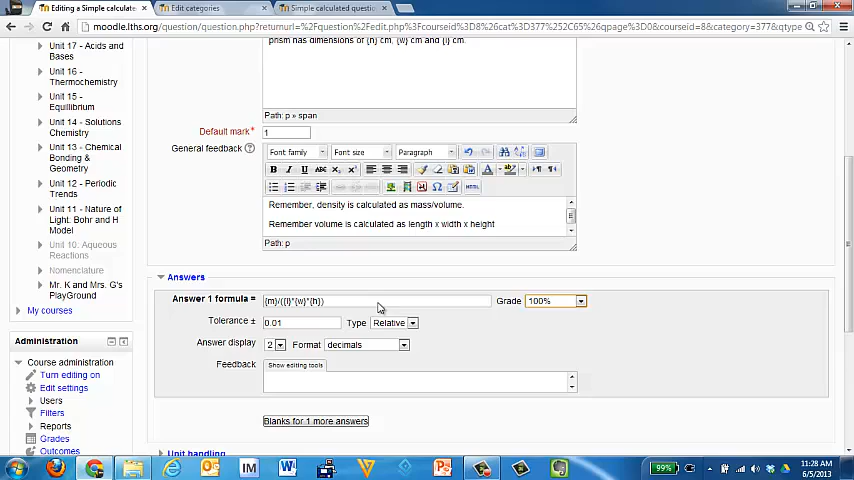 Editing a Simple calculate
Edit categories
Simple calculated question
moodle.lths.org/question/question.php?returnurl=%2Fquestion%2Fedit.php%3Fcourseid%3D8%26cat%3D377%252C65%26qpage%3D0&courseid=8&category=377&qtype
Unit 17 - Acids and
Bases
Unit 16 -
Thermochemistry
Unit 15 -
Equilibrium
Unit 14 - Solutions
Chemistry
Unit 13 - Chemical
Bonding &
Geometry
Unit 12 - Periodic
Trends
Unit 11 - Nature of
Light: Bohr and H
Model
Unit 10: Aqueous
Reactions
Nomenclature
Mr. K and Mrs. G's
PlayGround
My courses
Administration
Course administration
Turn editing on
Edit settings
Users
Filters
Reports
Grades
Outcomes
prism has dimensions of {h} cm, {w} cm and {l} cm.
Path: p » span
Default mark* 1
General feedback
Font family Font size Paragraph
B I U ABC X₂ X²
HTML
Remember, density is calculated as mass/volume.
Remember volume is calculated as length x width x height
Path: p
Answers
Answer 1 formula = {m}/({l}*{w}*{h}) Grade 100%
Tolerance ± 0.01 Type Relative
Answer display 2 Format decimals
Feedback Show editing tools
Blanks for 1 more answers
Unit handling
99%
11:28 AM
6/5/2013